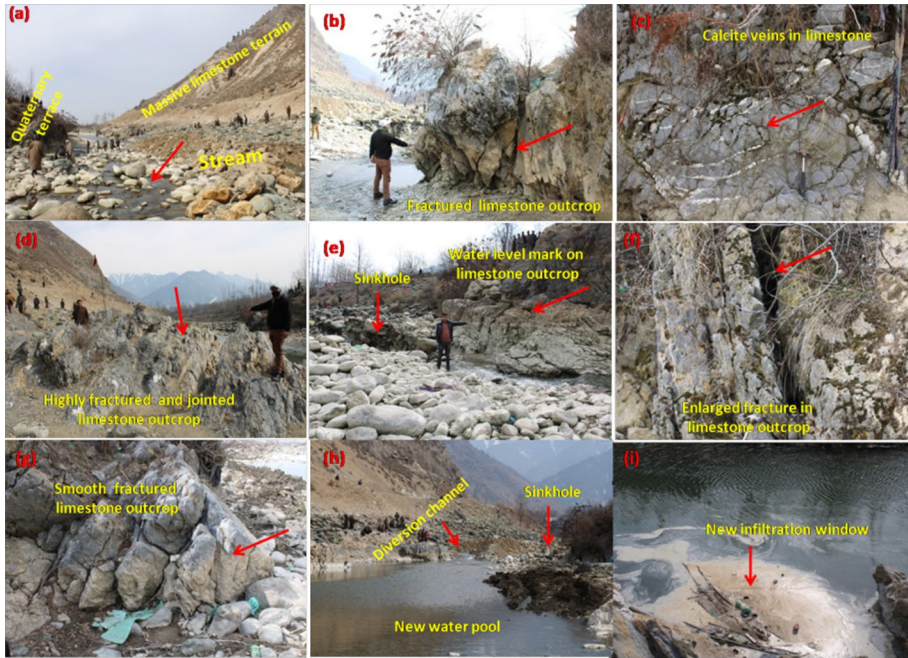 (a)
Quaternary
terrace
Massive limestone terrain
Stream
(b)
Fractured limestone outcrop
(c)
Calcite veins in limestone
(d)
Highly fractured and jointed
limestone outcrop
(e)
Sinkhole
Water level mark on
limestone outcrop
(f)
Enlarged fracture in
limestone outcrop
(g)
Smooth fractured
limestone outcrop
(h)
Diversion channel
Sinkhole
New water pool
(i)
New infiltration window